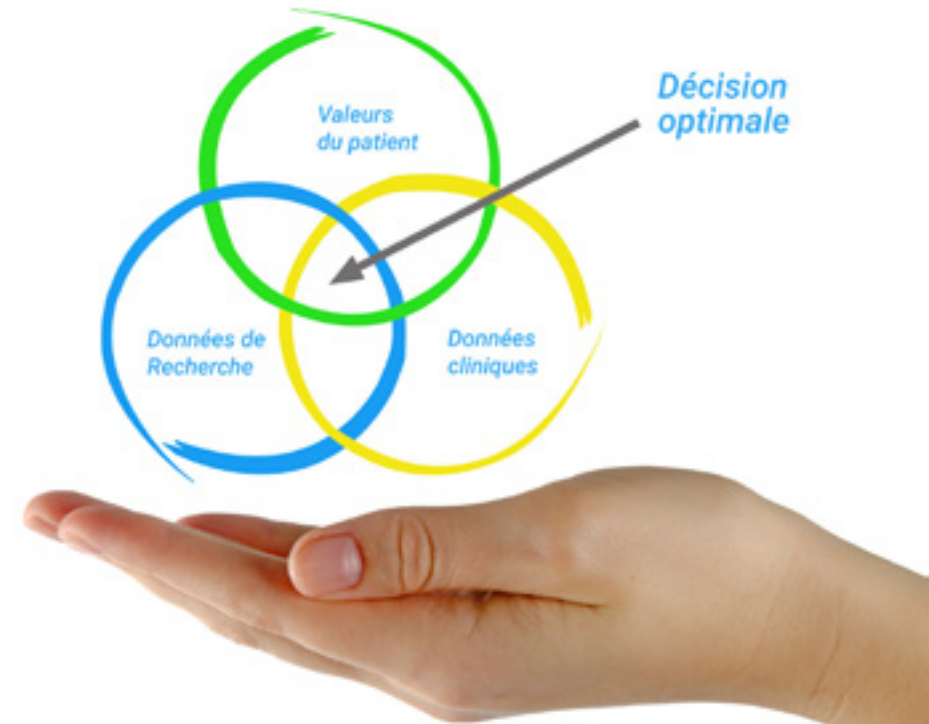 Valeurs
du patient
Décision
optimale
Données de
Recherche
Données
cliniques